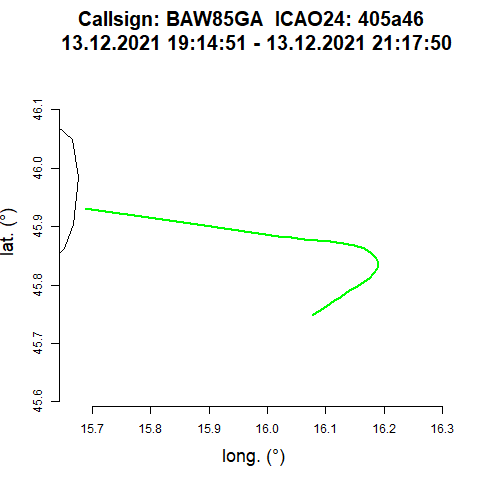 Callsign: BAW85GA  ICAO24: 405a46
13.12.2021 19:14:51 - 13.12.2021 21:17:50
46.1
46.0
45.9
45.8
45.7
45.6
lat. (°)
15.7 15.8 15.9 16.0 16.1 16.2 16.3
long. (°)